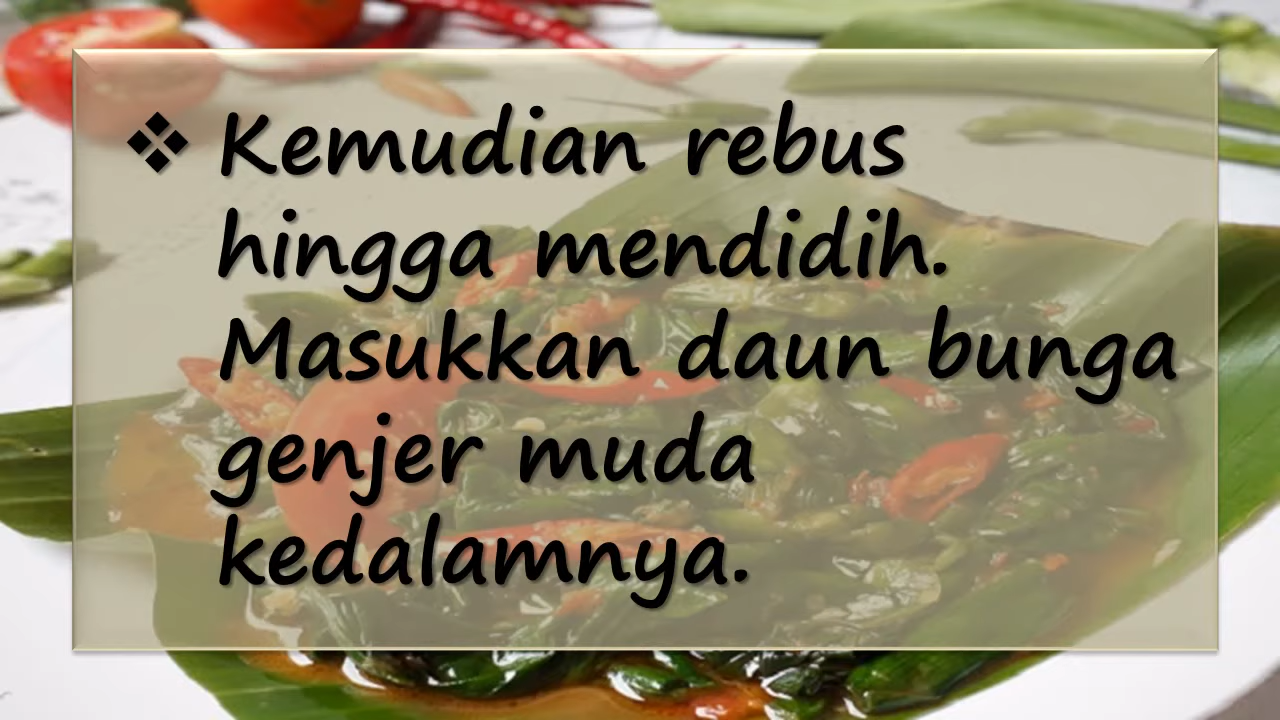 ❖ Kemudian rebus
hingga mendidih.
Masukkan daun bunga
genjer muda
kedalamnya.